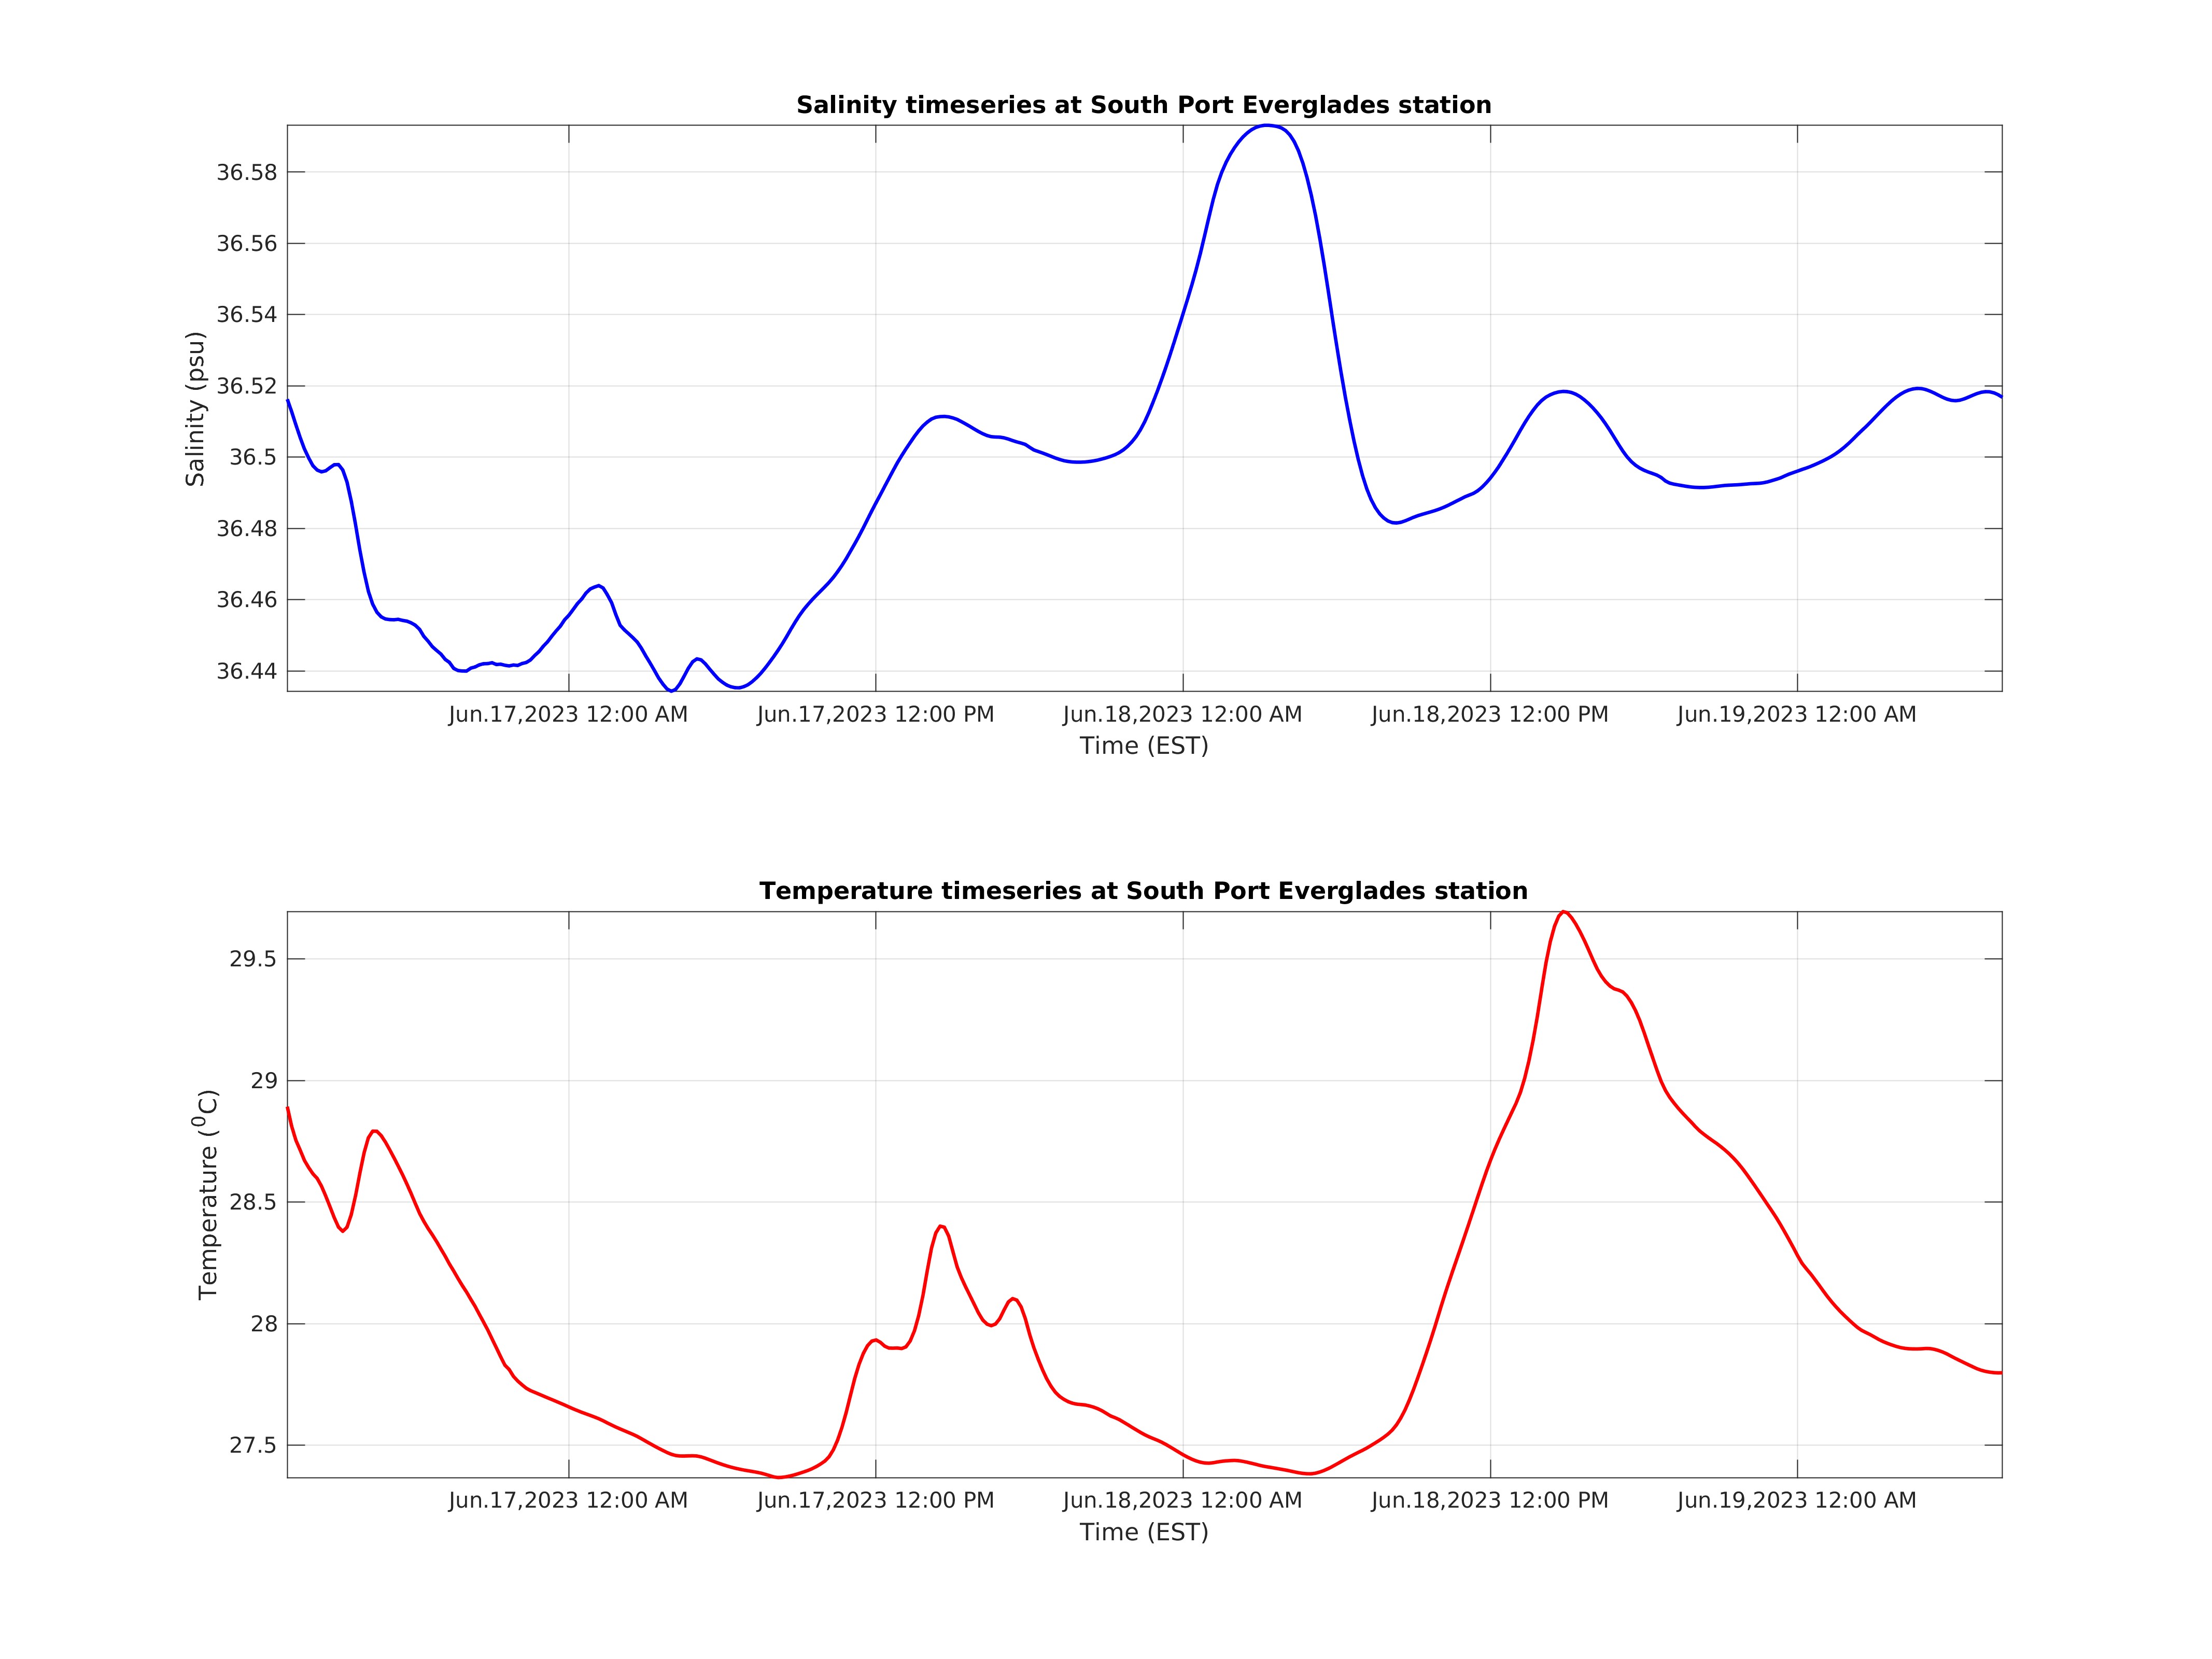 Salinity timeseries at South Port Everglades station
36.58
36.56
36.54
36.52
36.5
36.48
36.46
36.44
Salinity (psu)
Jun.17,2023 12:00 AM Jun.17,2023 12:00 PM Jun.18,2023 12:00 AM Jun.18,2023 12:00 PM Jun.19,2023 12:00 AM
Time (EST)
Temperature timeseries at South Port Everglades station
29.5
29
28.5
28
27.5
Temperature (⁰C)
Jun.17,2023 12:00 AM Jun.17,2023 12:00 PM Jun.18,2023 12:00 AM Jun.18,2023 12:00 PM Jun.19,2023 12:00 AM
Time (EST)